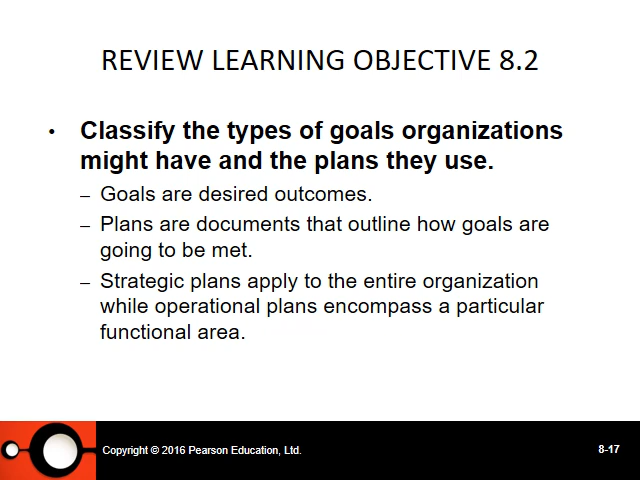 REVIEW LEARNING OBJECTIVE 8.2
• Classify the types of goals organizations
might have and the plans they use.
– Goals are desired outcomes.
– Plans are documents that outline how goals are
going to be met.
– Strategic plans apply to the entire organization
while operational plans encompass a particular
functional area.
Copyright © 2016 Pearson Education, Ltd.
8-17